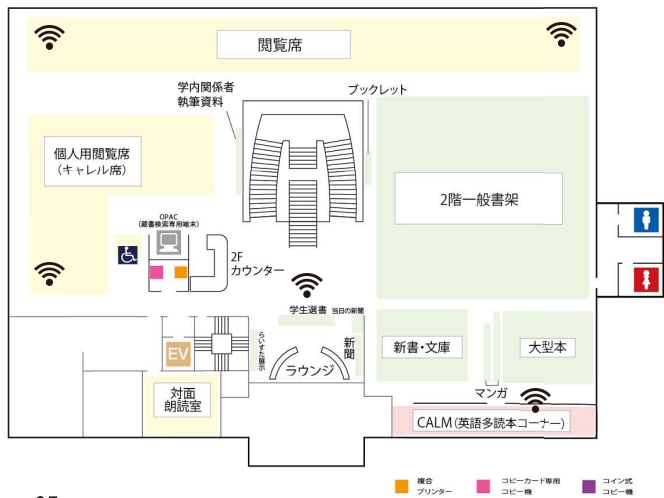 閲覧席
学内関係者
執筆資料
ブックレット
個人用閲覧席
（キャレル席）
2階一般書架
OPAC
（蔵書検索専用端末）
2F
カウンター
学生選書 当日の新聞
らいすた展示
ラウンジ
新聞
新書・文庫
大型本
マンガ
EV
対面
朗読室
CALM（英語多読本コーナー）
複合
プリンター
コピーカード専用
コピー機
コイン式
コピー機